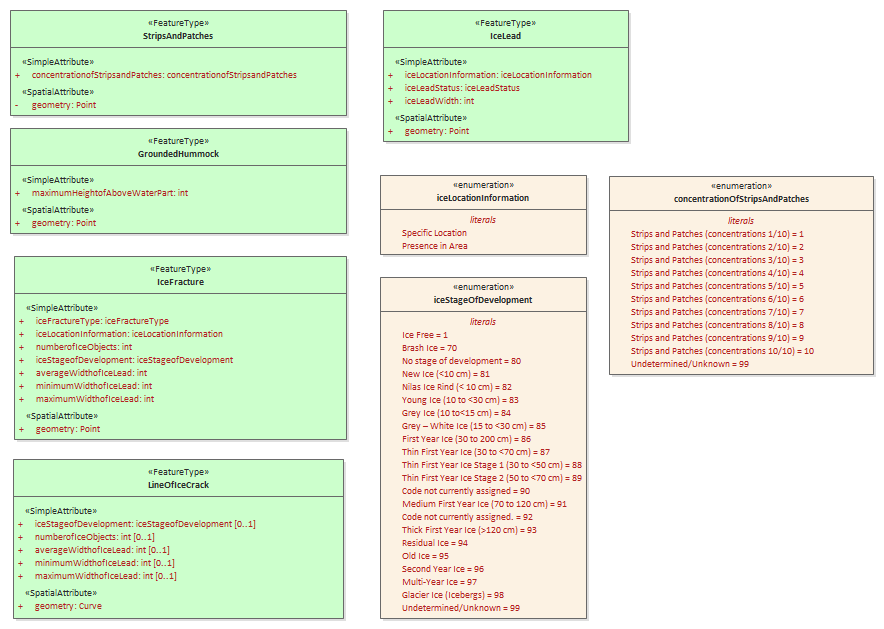 «FeatureType»
StripsAndPatches
«SimpleAttribute»
+ concentrationofStripsandPatches: concentrationofStripsandPatches
«SpatialAttribute»
- geometry: Point
«FeatureType»
GroundedHummock
«SimpleAttribute»
+ maximumHeightofAboveWaterPart: int
«SpatialAttribute»
+ geometry: Point
«FeatureType»
IceFracture
«SimpleAttribute»
+ iceFractureType: iceFractureType
+ iceLocationInformation: iceLocationInformation
+ numberofIceObjects: int
+ iceStageofDevelopment: iceStageofDevelopment
+ averageWidthofIceLead: int
+ minimumWidthofIceLead: int
+ maximumWidthofIceLead: int
«SpatialAttribute»
+ geometry: Point
«FeatureType»
LineOfIceCrack
«SimpleAttribute»
+ iceStageofDevelopment: iceStageofDevelopment [0..1]
+ numberofIceObjects: int [0..1]
+ averageWidthofIceLead: int [0..1]
+ minimumWidthofIceLead: int [0..1]
+ maximumWidthofIceLead: int [0..1]
«SpatialAttribute»
+ geometry: Curve
«FeatureType»
IceLead
«SimpleAttribute»
+ iceLocationInformation: iceLocationInformation
+ iceLeadStatus: iceLeadStatus
+ iceLeadWidth: int
«SpatialAttribute»
+ geometry: Point
«enumeration»
iceLocationInformation
literals
Specific Location
Presence in Area
«enumeration»
iceStageOfDevelopment
literals
Ice Free = 1
Brash Ice = 70
No stage of development = 80
New Ice (<10 cm) = 81
Nilas Ice Rind (< 10 cm) = 82
Young Ice (10 to <30 cm) = 83
Grey Ice (10 to<15 cm) = 84
Grey – White Ice (15 to <30 cm) = 85
First Year Ice (30 to 200 cm) = 86
Thin First Year Ice (30 to <70 cm) = 87
Thin First Year Ice Stage 1 (30 to <50 cm) = 88
Thin First Year Ice Stage 2 (50 to <70 cm) = 89
Code not currently assigned = 90
Medium First Year Ice (70 to 120 cm) = 91
Code not currently assigned. = 92
Thick First Year Ice (>120 cm) = 93
Residual Ice = 94
Old Ice = 95
Second Year Ice = 96
Multi-Year Ice = 97
Glacier Ice (Icebergs) = 98
Undetermined/Unknown = 99
«enumeration»
concentrationOfStripsAndPatches
literals
Strips and Patches (concentrations 1/10) = 1
Strips and Patches (concentrations 2/10) = 2
Strips and Patches (concentrations 3/10) = 3
Strips and Patches (concentrations 4/10) = 4
Strips and Patches (concentrations 5/10) = 5
Strips and Patches (concentrations 6/10) = 6
Strips and Patches (concentrations 7/10) = 7
Strips and Patches (concentrations 8/10) = 8
Strips and Patches (concentrations 9/10) = 9
Strips and Patches (concentrations 10/10) = 10
Undetermined/Unknown = 99